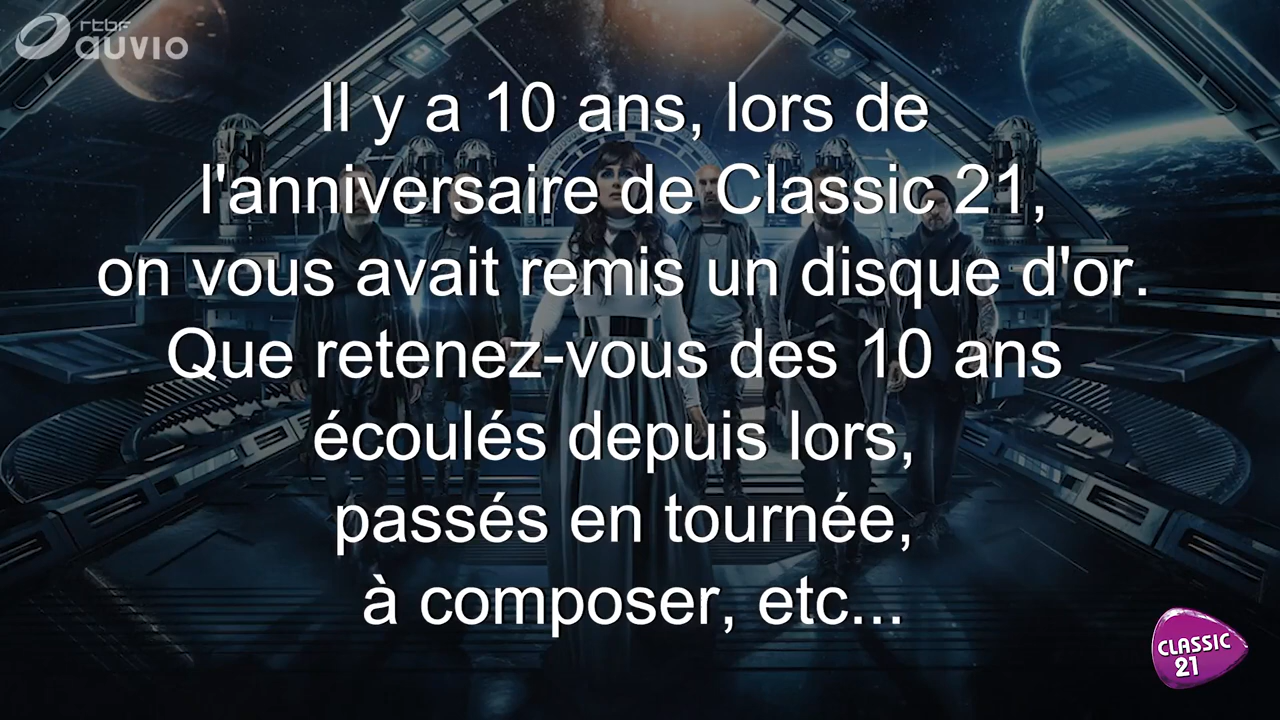 rtbf
auvio
Il y a 10 ans, lors de
l'anniversaire de Classic 21,
on vous avait remis un disque d'or.
Que retenez-vous des 10 ans
écoulés depuis lors,
passés en tournée,
à composer, etc...
CLASSIC
21